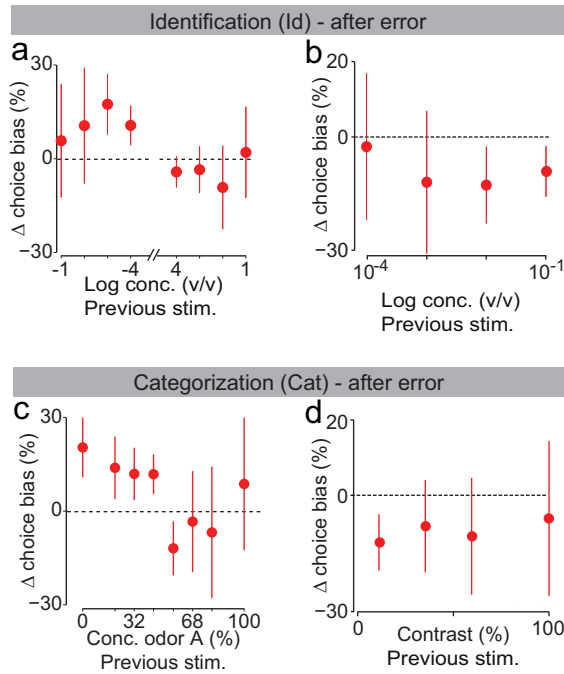 Identification (Id) - after error
a
Δ choice bias (%)
30
0
−30
-1
-4
4
1
Log conc. (v/v)
Previous stim.
b
Δ choice bias (%)
20
0
−30
10⁻⁴
10⁻¹
Log conc. (v/v)
Previous stim.
Categorization (Cat) - after error
c
Δ choice bias (%)
30
0
−30
0
32
68
100
Conc. odor A (%)
Previous stim.
d
Δ choice bias (%)
20
0
−30
0
100
Contrast (%)
Previous stim.